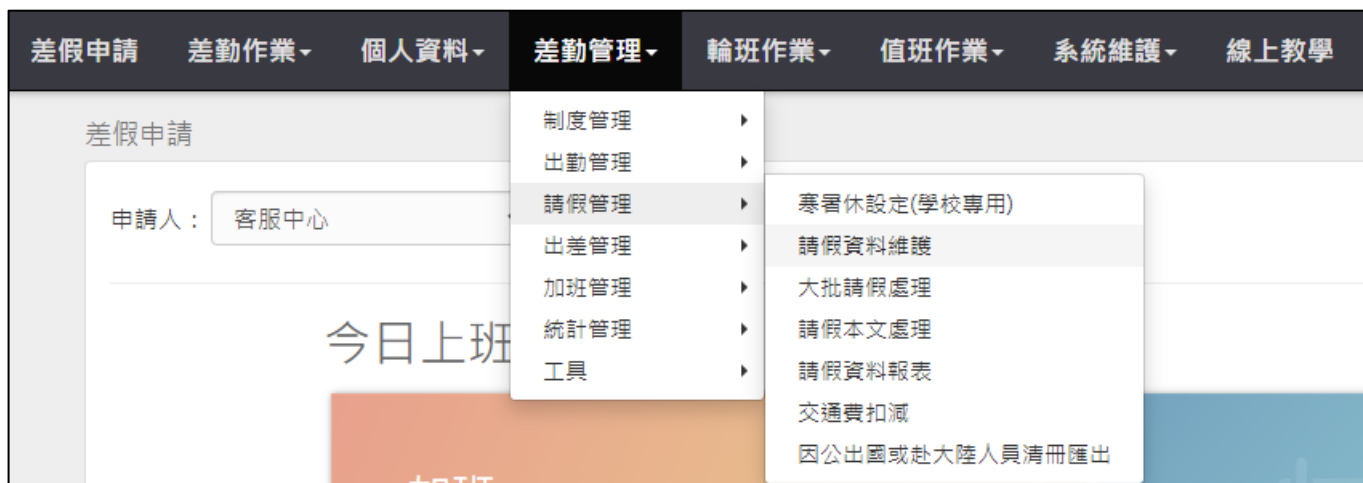 差假申請 差勤作業 個人資料 差勤管理 輪班作業 值班作業 系統維護 線上教學
差假申請
申請人： 客服中心
今日上班
制度管理
出勤管理
請假管理
出差管理
加班管理
統計管理
工具
寒暑休設定(學校專用)
請假資料維護
大批請假處理
請假本文處理
請假資料報表
交通費扣減
因公出國或赴大陸人員清冊匯出